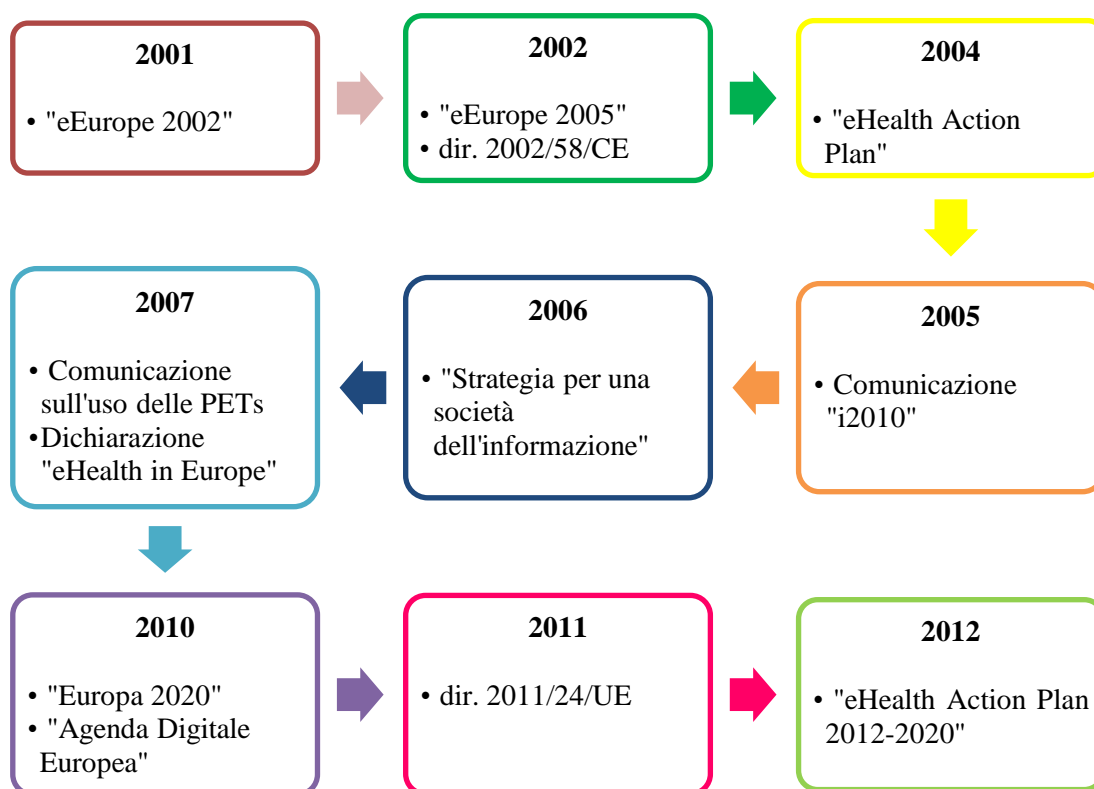 2001
• "eEurope 2002"
2002
• "eEurope 2005"
• dir. 2002/58/CE
2004
• "eHealth Action
Plan"
2005
• Comunicazione
"i2010"
2006
• "Strategia per una
società
dell'informazione"
2007
• Comunicazione
sull'uso delle PETs
•Dichiarazione
"eHealth in Europe"
2010
• "Europa 2020"
• "Agenda Digitale
Europea"
2011
• dir. 2011/24/UE
2012
• "eHealth Action Plan
2012-2020"